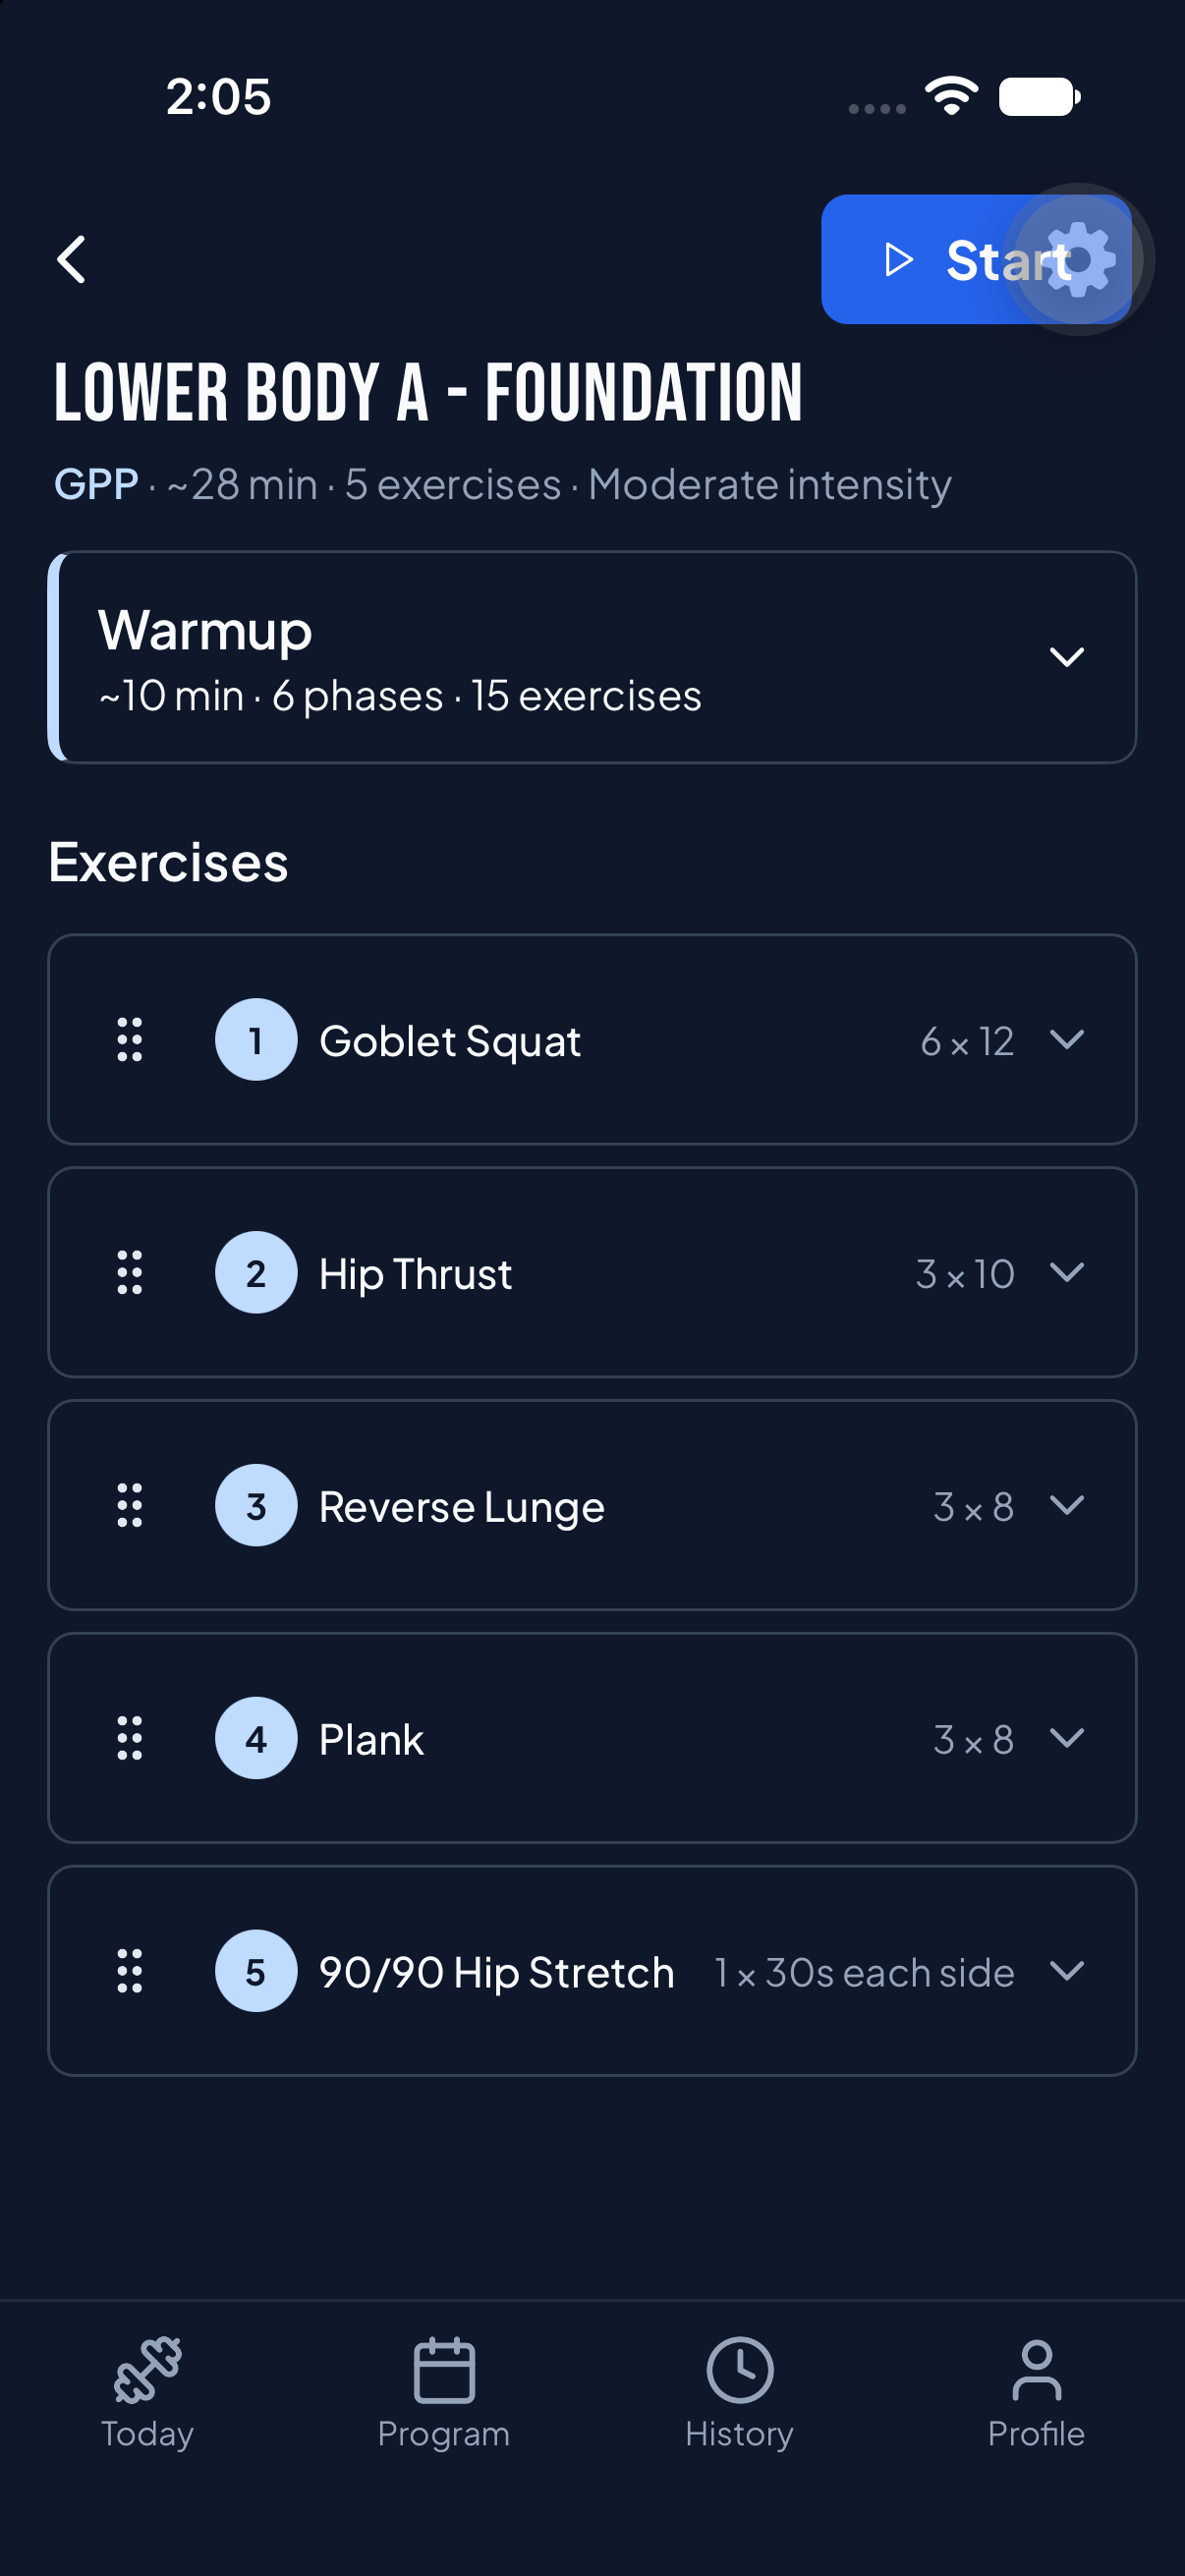 2:05
Start
LOWER BODY A - FOUNDATION
GPP · ~28 min · 5 exercises · Moderate intensity
Warmup
~10 min · 6 phases · 15 exercises
Exercises
1 Goblet Squat 6 × 12
2 Hip Thrust 3 × 10
3 Reverse Lunge 3 × 8
4 Plank 3 × 8
5 90/90 Hip Stretch 1 × 30s each side
Today Program History Profile